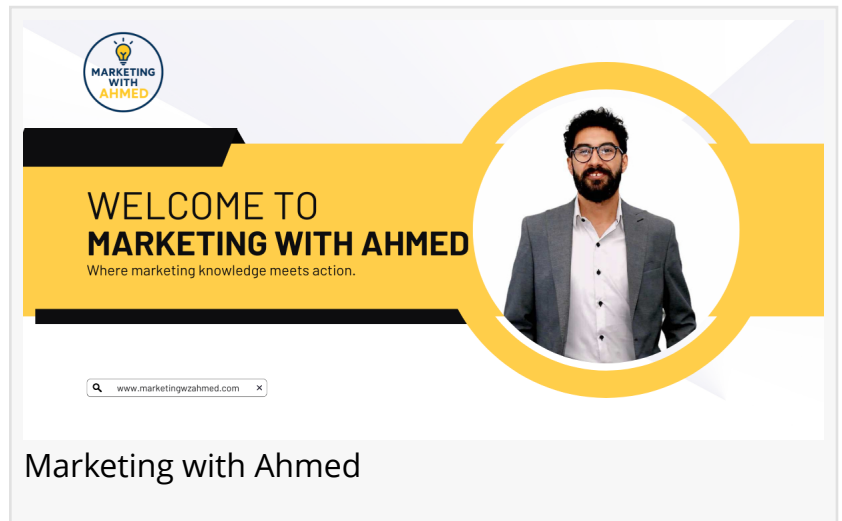 MARKETING
WITH
AHMED
WELCOME TO
MARKETING WITH AHMED
Where marketing knowledge meets action.
www.marketingwzahmed.com ×
Marketing with Ahmed